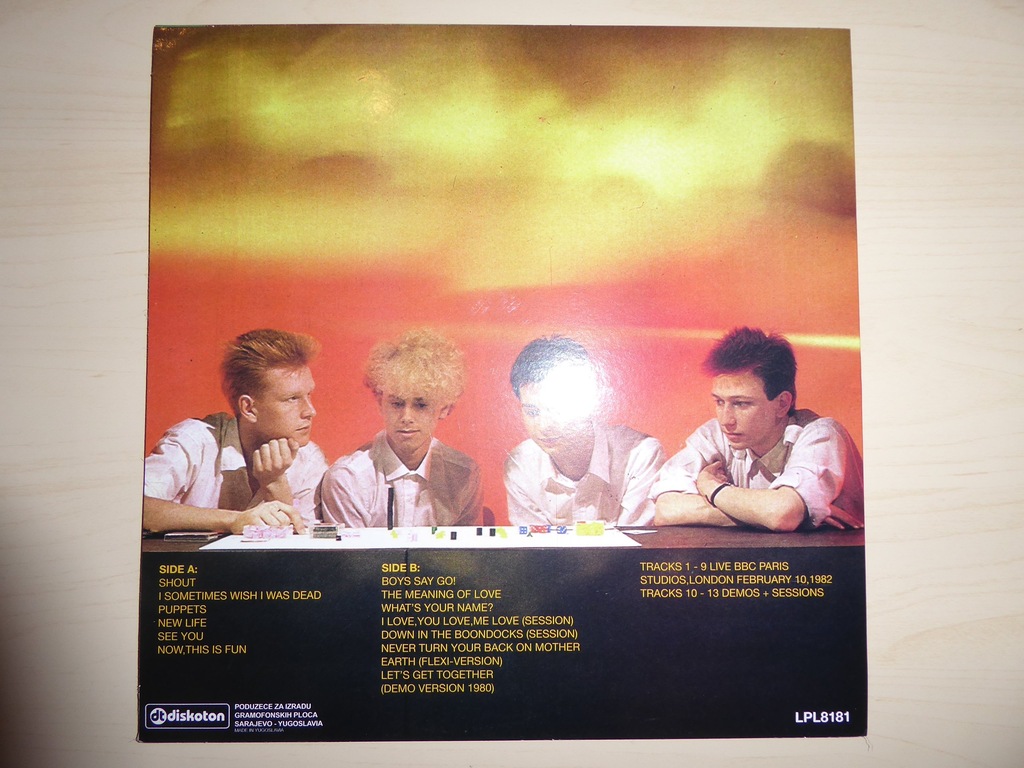 SIDE A:
SHOUT
I SOMETIMES WISH I WAS DEAD
PUPPETS
NEW LIFE
SEE YOU
NOW,THIS IS FUN
SIDE B:
BOYS SAY GO!
THE MEANING OF LOVE
WHAT'S YOUR NAME?
I LOVE,YOU LOVE,ME LOVE (SESSION)
DOWN IN THE BOONDOCKS (SESSION)
NEVER TURN YOUR BACK ON MOTHER
EARTH (FLEXI-VERSION)
LET'S GET TOGETHER
(DEMO VERSION 1980)
TRACKS 1 - 9 LIVE BBC PARIS
STUDIOS,LONDON FEBRUARY 10,1982
TRACKS 10 - 13 DEMOS + SESSIONS
dt diskoton
PODUZECE ZA IZRADU
GRAMOFONSKIH PLOCA
SARAJEVO - YUGOSLAVIA
MADE IN YUGOSLAVIA
LPL8181